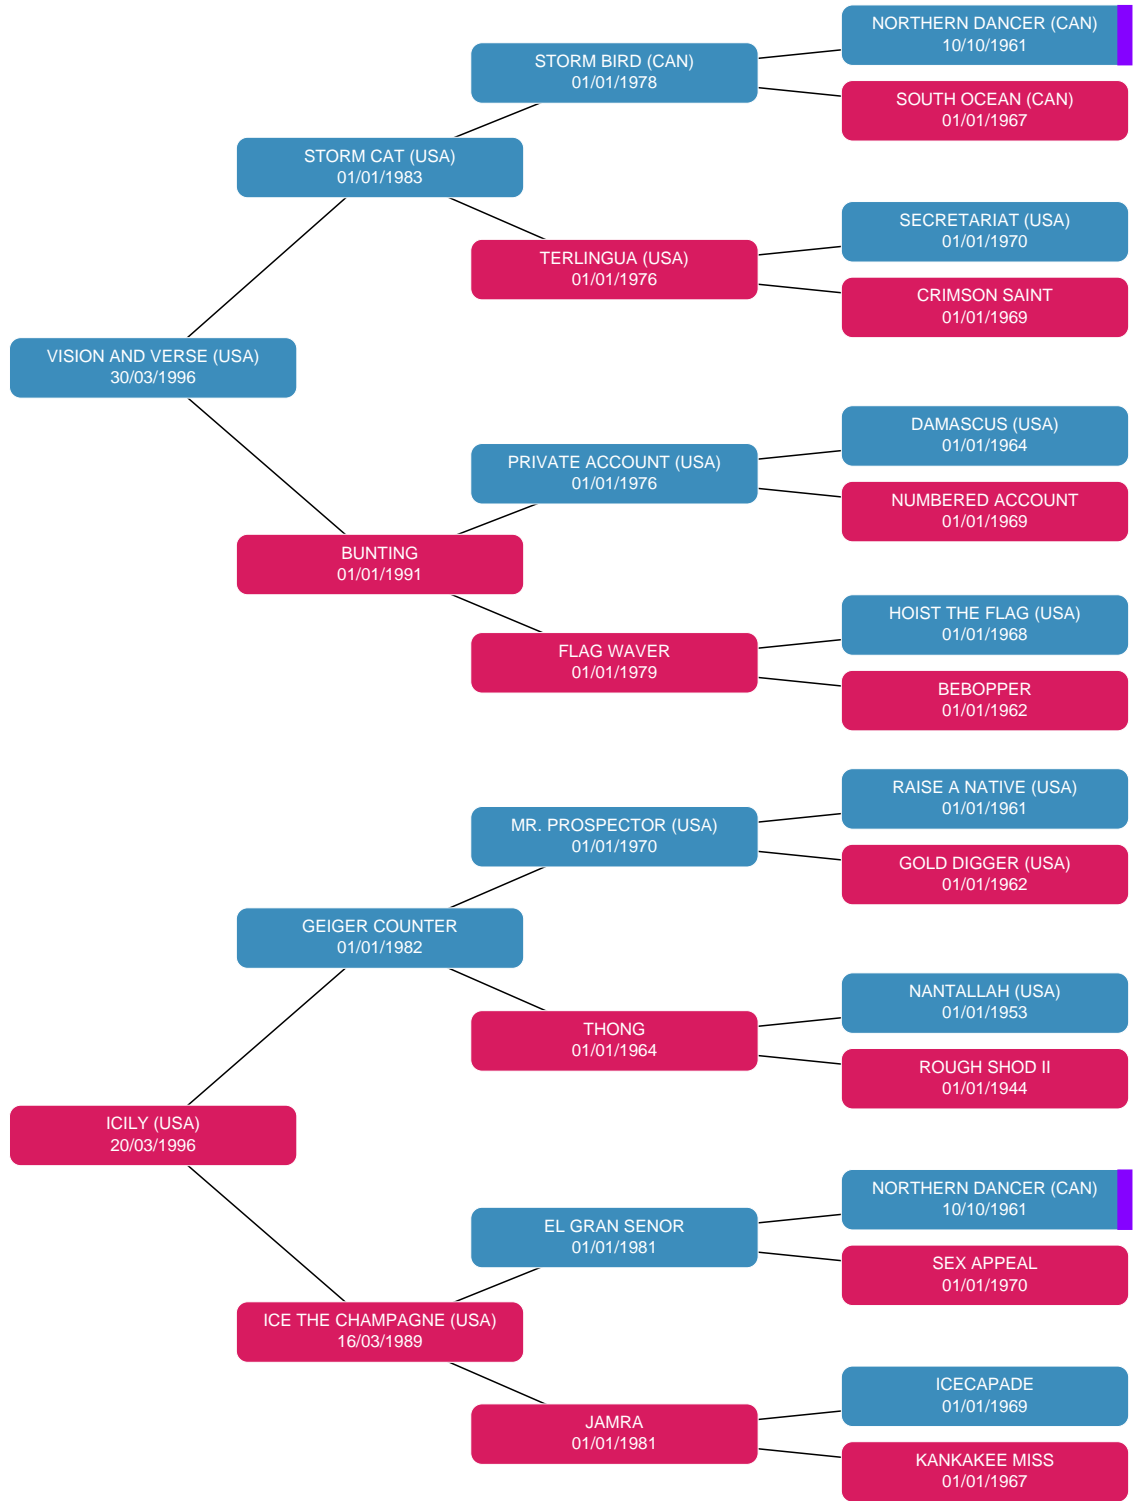 NORTHERN DANCER (CAN)
10/10/1961
STORM BIRD (CAN)
01/01/1978
SOUTH OCEAN (CAN)
01/01/1967
STORM CAT (USA)
01/01/1983
SECRETARIAT (USA)
01/01/1970
TERLINGUA (USA)
01/01/1976
CRIMSON SAINT
01/01/1969
VISION AND VERSE (USA)
30/03/1996
DAMASCUS (USA)
01/01/1964
PRIVATE ACCOUNT (USA)
01/01/1976
NUMBERED ACCOUNT
01/01/1969
BUNTING
01/01/1991
HOIST THE FLAG (USA)
01/01/1968
FLAG WAVER
01/01/1979
BEBOPPER
01/01/1962
RAISE A NATIVE (USA)
01/01/1961
MR. PROSPECTOR (USA)
01/01/1970
GOLD DIGGER (USA)
01/01/1962
GEIGER COUNTER
01/01/1982
NANTALLAH (USA)
01/01/1953
THONG
01/01/1964
ROUGH SHOD II
01/01/1944
ICILY (USA)
20/03/1996
NORTHERN DANCER (CAN)
10/10/1961
EL GRAN SENOR
01/01/1981
SEX APPEAL
01/01/1970
ICE THE CHAMPAGNE (USA)
16/03/1989
ICECAPADE
01/01/1969
JAMRA
01/01/1981
KANKAKEE MISS
01/01/1967